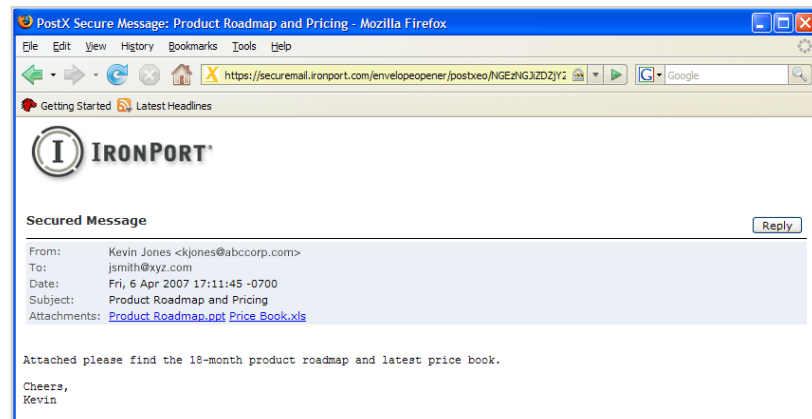 PostX Secure Message: Product Roadmap and Pricing - Mozilla Firefox
File Edit View History Bookmarks Tools Help
https://securemail.ironport.com/envelopeopener/postxeo/NGEzNGJiZDZjY2 Google
Getting Started Latest Headlines
I IRONPORT
Secured Message
Reply
From: Kevin Jones <kjones@abccorp.com>
To: jsmith@xyz.com
Date: Fri, 6 Apr 2007 17:11:45 -0700
Subject: Product Roadmap and Pricing
Attachments: Product Roadmap.ppt Price Book.xls
Attached please find the 18-month product roadmap and latest price book.
Cheers,
Kevin